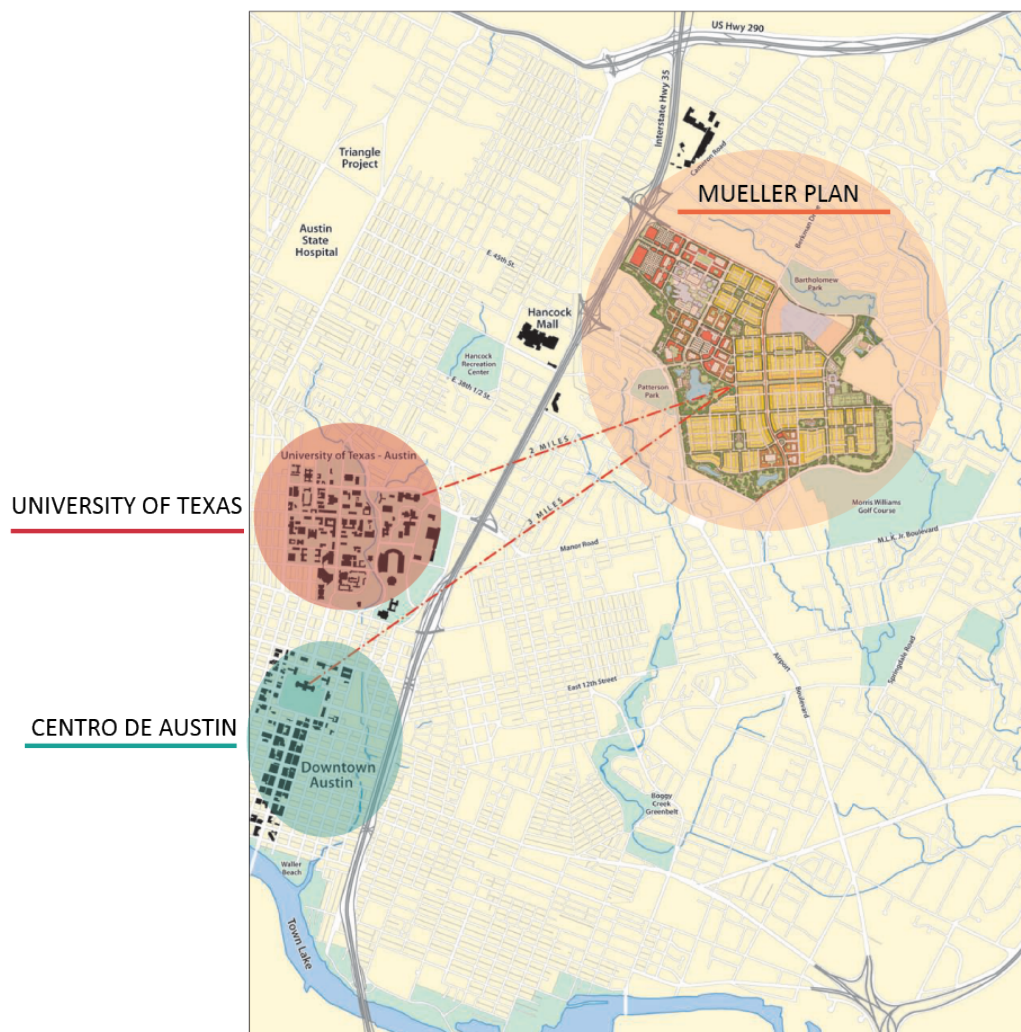 US Hwy 290
Interstate Hwy 35
Cameron Road
Triangle
Project
MUELLER PLAN
Berkman Drive
Austin
State
Hospital
E. 45th St.
Bartholomew
Park
Hancock
Mall
Hancock
Recreation
Center
E. 38th 1/2 St.
Patterson
Park
2 MILES
University of Texas - Austin
UNIVERSITY OF TEXAS
3 MILES
Morris Williams
Golf Course
M.L.K. Jr. Boulevard
Manor Road
Airport
Boulevard
Springdale Road
East 12th Street
CENTRO DE AUSTIN
Downtown
Austin
Boggy
Creek
Greenbelt
Waller
Beach
Town Lake